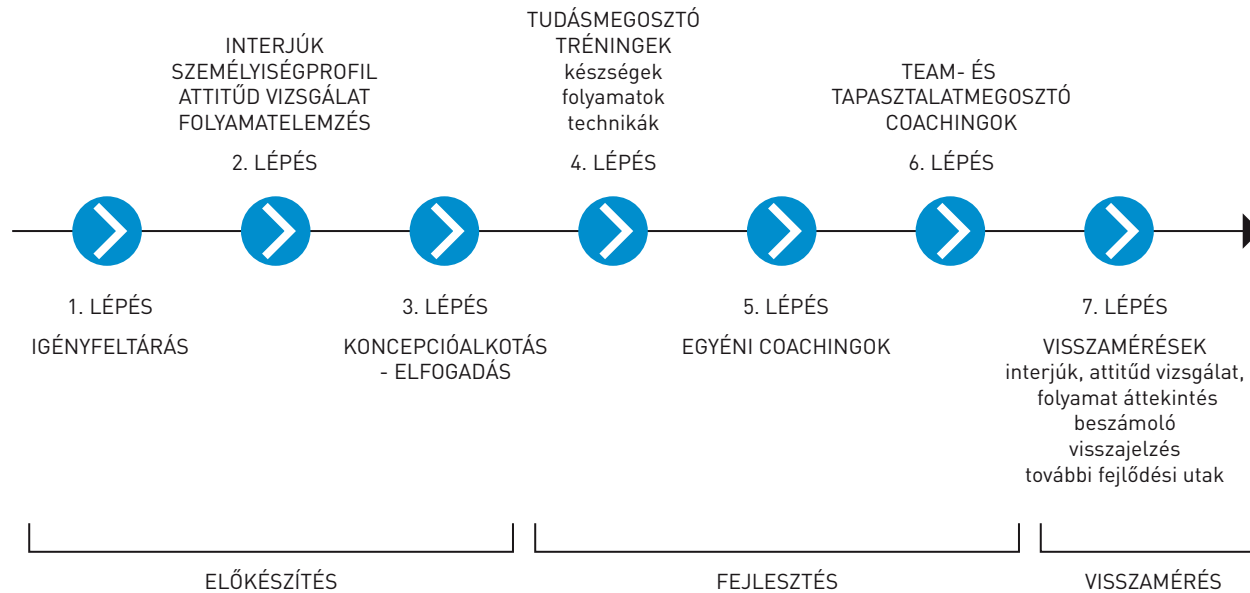 1. LÉPÉS
IGÉNYFELTÁRÁS
INTERJÚK
SZEMÉLYISÉGPROFIL
ATTITŰD VIZSGÁLAT
FOLYAMATELEMZÉS
2. LÉPÉS
3. LÉPÉS
KONCEPCIÓALKOTÁS
- ELFOGADÁS
TUDÁSMEGOSZTÓ
TRÉNINGEK
készségek
folyamatok
technikák
4. LÉPÉS
5. LÉPÉS
EGYÉNI COACHINGOK
TEAM- ÉS
TAPASZTALATMEGOSZTÓ
COACHINGOK
6. LÉPÉS
7. LÉPÉS
VISSZAMÉRÉSEK
interjúk, attitűd vizsgálat,
folyamat áttekintés
beszámoló
visszajelzés
további fejlődési utak
ELŐKÉSZÍTÉS
FEJLESZTÉS
VISSZAMÉRÉS